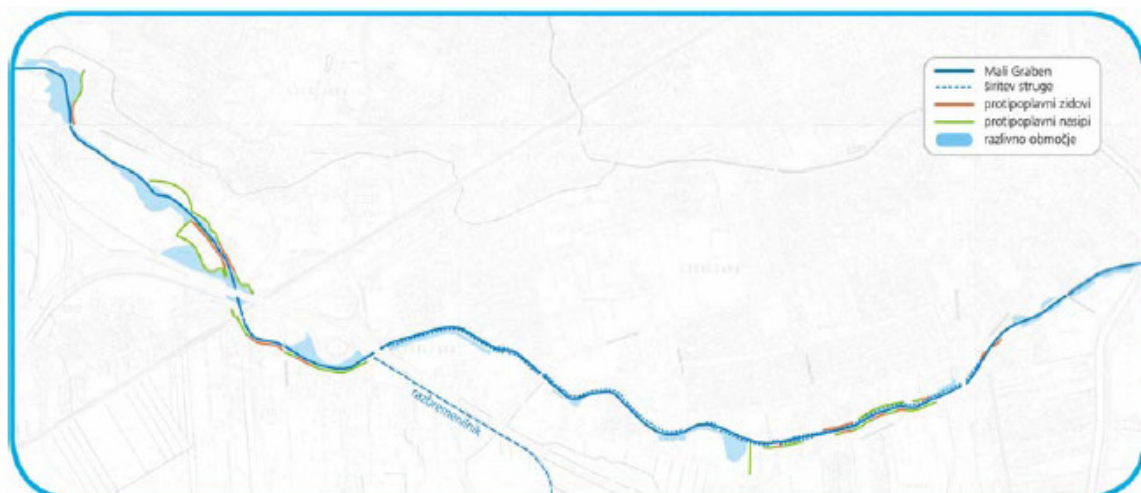 Mali Graben
širitev struge
protipoplavni zidovi
protipoplavni nasipi
razlivno območje
razbremenilnik